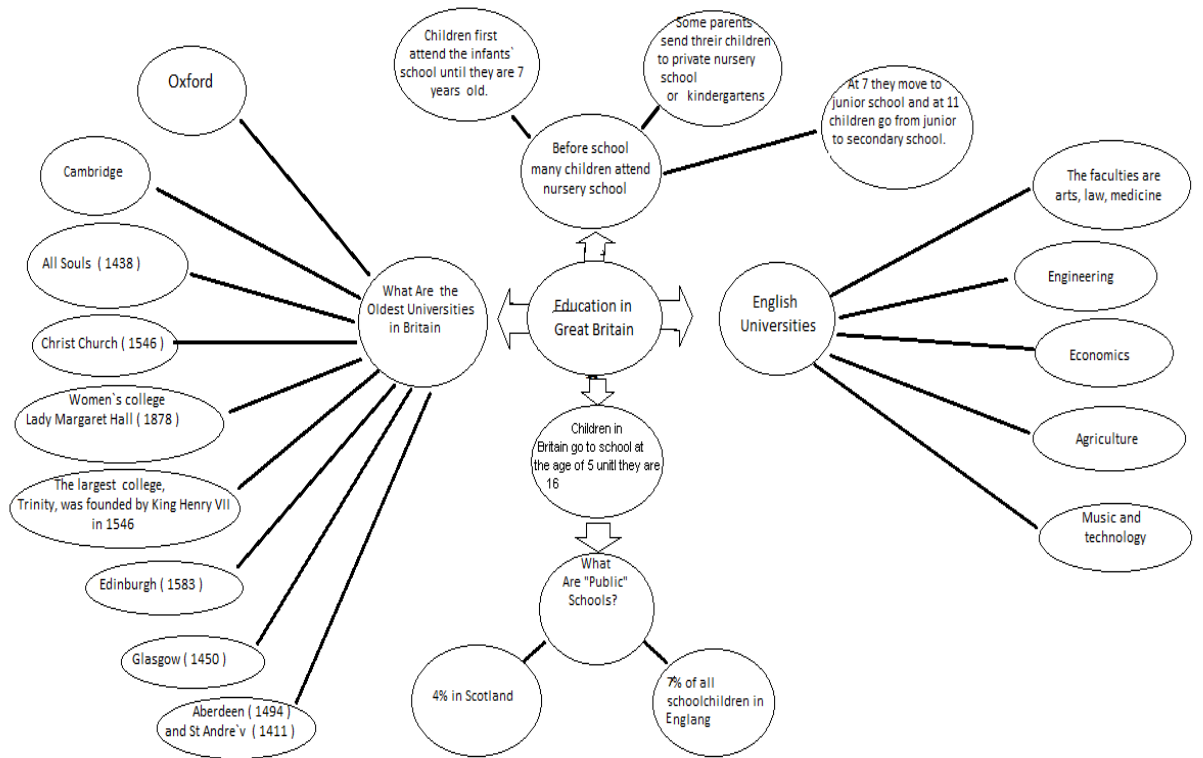 Children first
attend the infants`
school until they are 7
years old.
Some parents
send threir children
to private nursery
school
or kindergartens
At 7 they move to
junior school and at 11
children go from junior
to secondary school.
Oxford
Before school
many children attend
nursery school
Cambridge
The faculties are
arts, law, medicine
All Souls ( 1438 )
What Are the
Oldest Universities
in Britain
Education in
Great Britain
English
Universities
Engineering
Christ Church ( 1546 )
Economics
Women`s college
Lady Margaret Hall ( 1878 )
Children in
Britain go to school at
the age of 5 unitl they are
16
Agriculture
The largest college,
Trinity, was founded by King Henry VII
in 1546
Music and
technology
Edinburgh ( 1583 )
What
Are "Public"
Schools?
Glasgow ( 1450 )
4% in Scotland
7% of all
schoolchildren in
Englang
Aberdeen ( 1494 )
and St Andre`v ( 1411 )